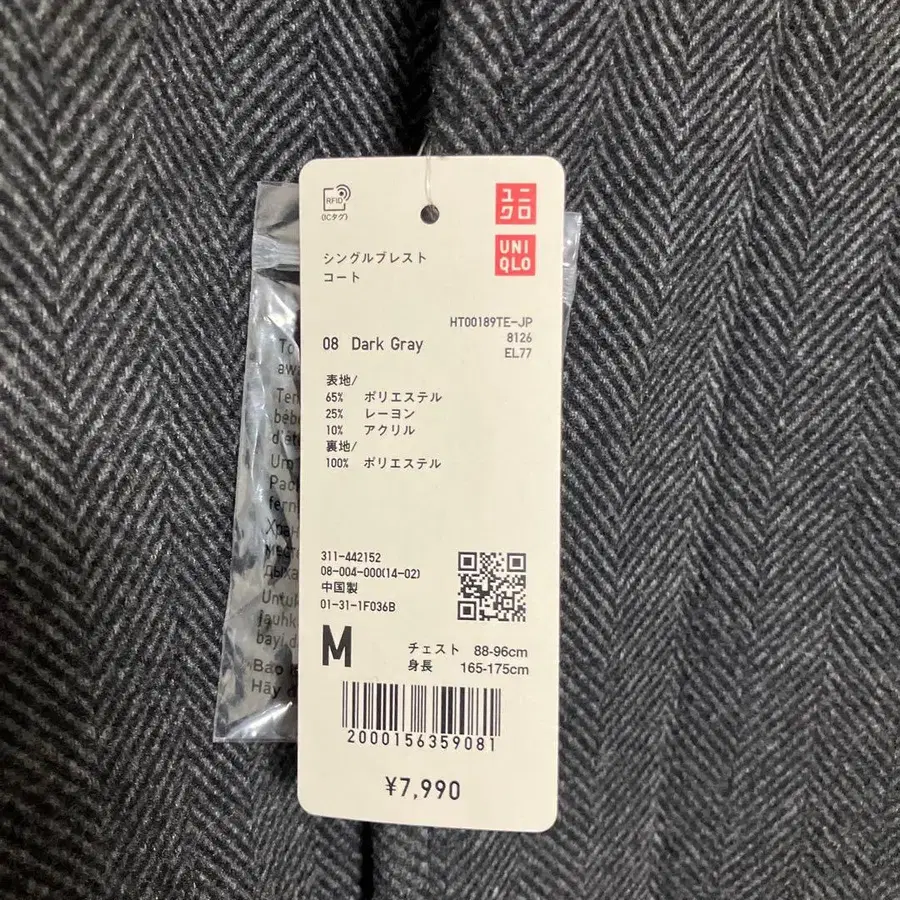 RFID
(ICタグ)
ユニ
クロ
UNI
QLO
シングルブレスト
コート
HT00189TE-JP
8126
EL77
08 Dark Gray
表地/
65% ポリエステル
25% レーヨン
10% アクリル
裏地/
100% ポリエステル
311-442152
08-004-000(14-02)
中国製
01-31-1F036B
M
チェスト 88-96cm
身長 165-175cm
2000156359081
¥7,990
To
Um